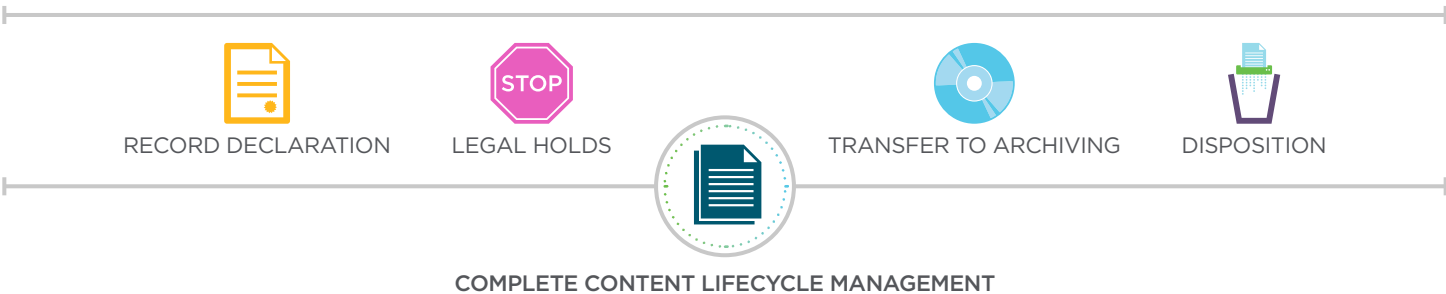 STOP
RECORD DECLARATION
LEGAL HOLDS
TRANSFER TO ARCHIVING
DISPOSITION
COMPLETE CONTENT LIFECYCLE MANAGEMENT